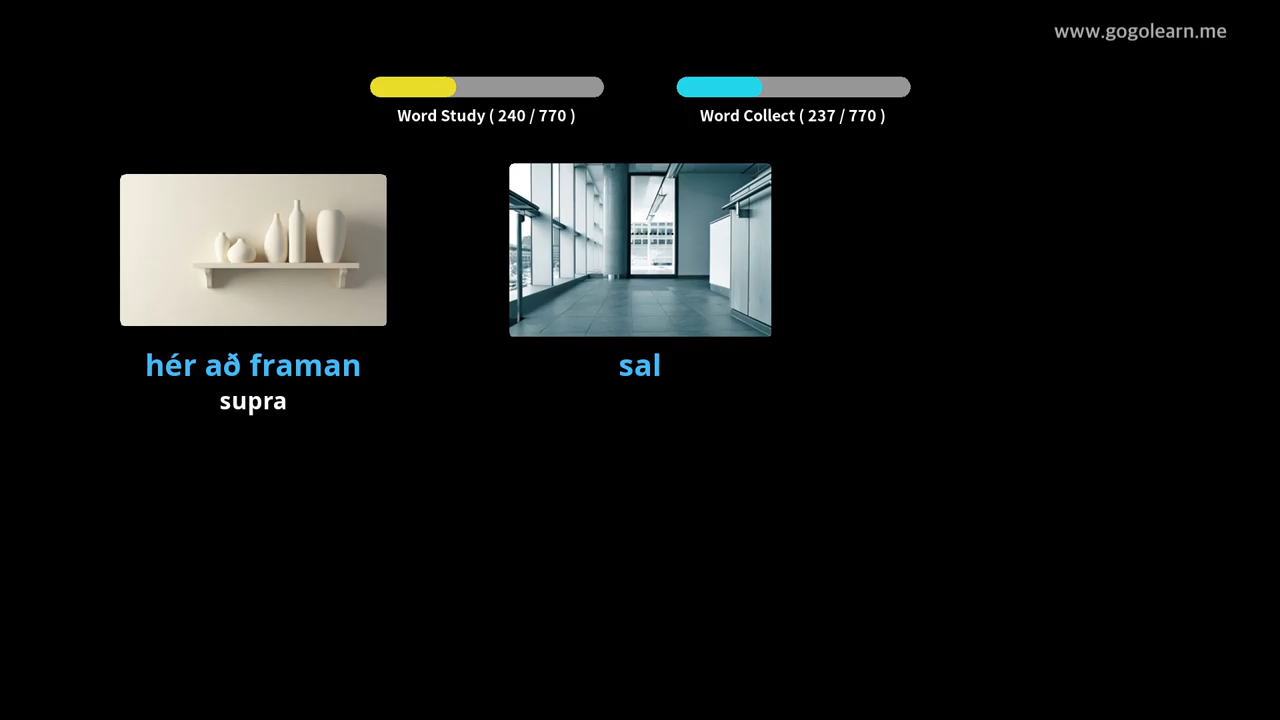 www.gogolearn.me
Word Study ( 240 / 770 )
Word Collect ( 237 / 770 )
hér að framan
supra
sal